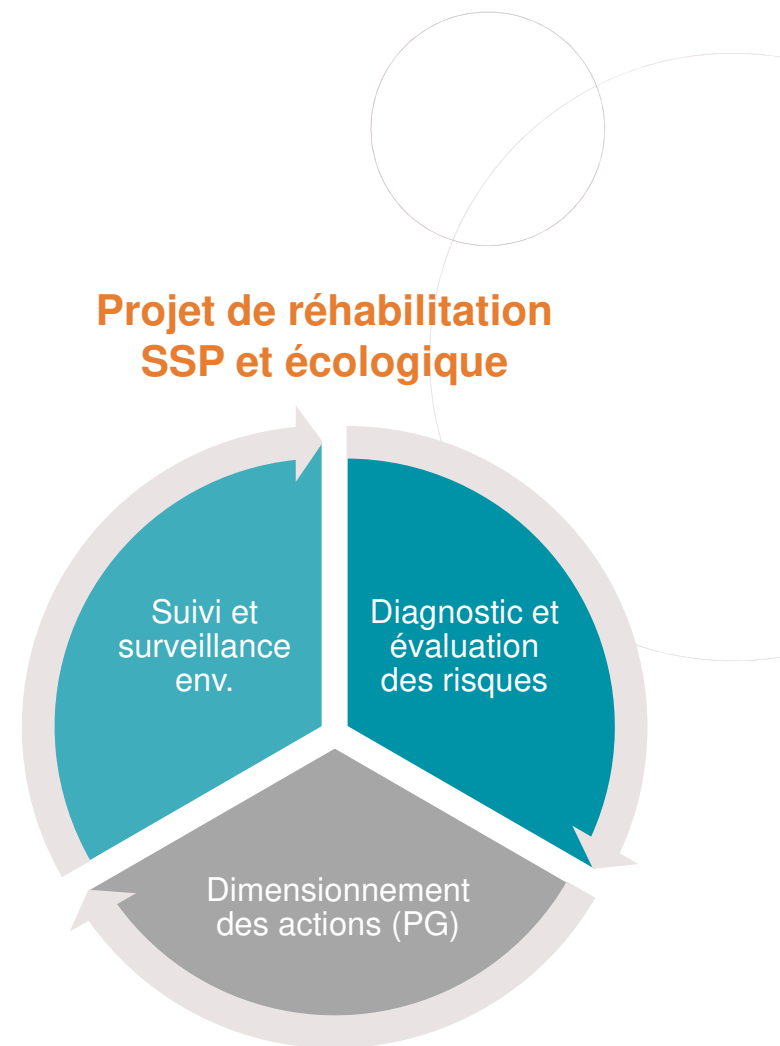 Projet de réhabilitation
SSP et écologique
Suivi et
surveillance
env.
Diagnostic et
évaluation
des risques
Dimensionnement
des actions (PG)